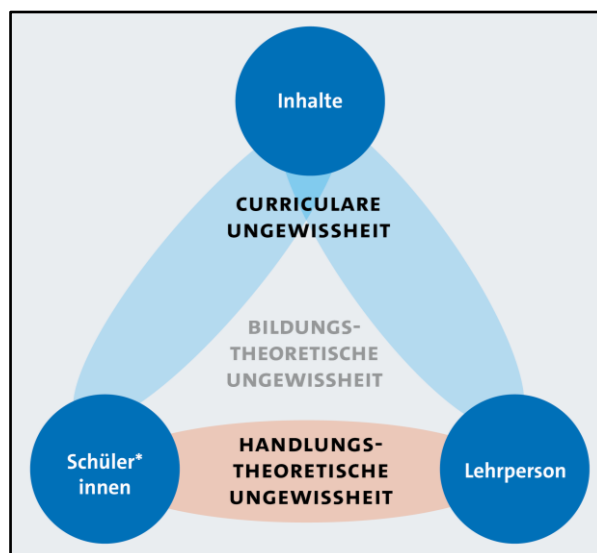 Inhalte
CURRICULARE
UNGEWISSHEIT
BILDUNGS-
THEORETISCHE
UNGEWISSHEIT
Schüler*
innen
HANDLUNGS-
THEORETISCHE
UNGEWISSHEIT
Lehrperson